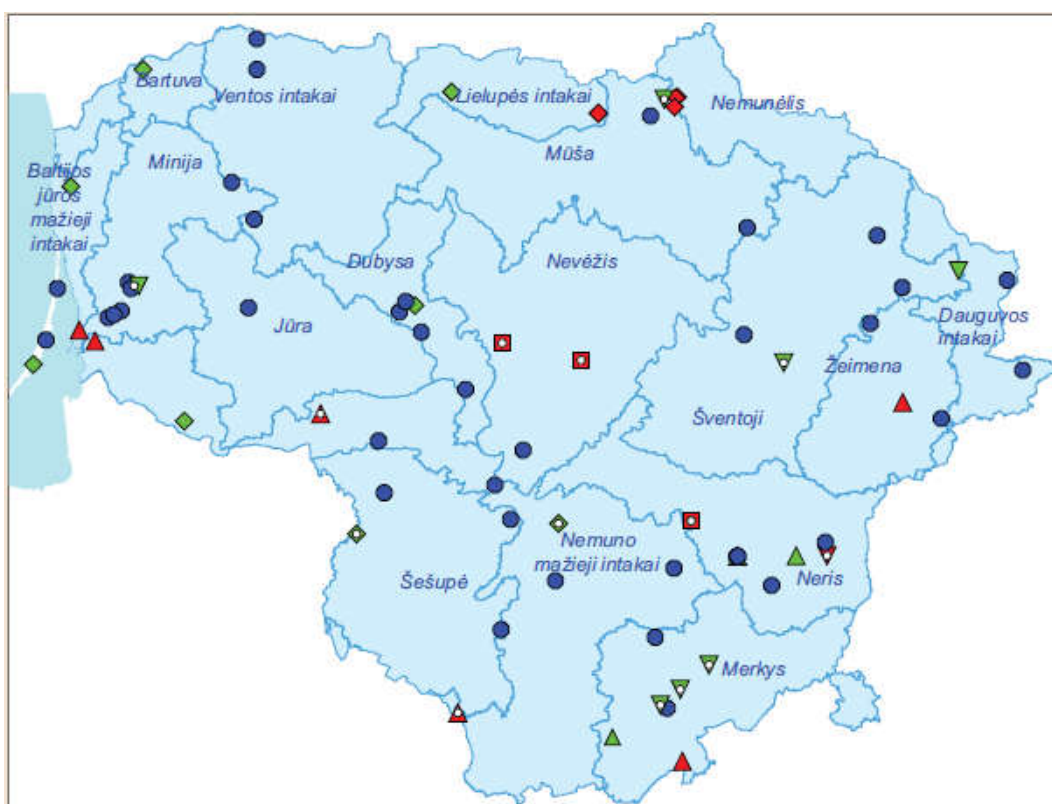 Bartuva
Ventos intakai
Lielupės intakai
Nemunėlis
Mūša
Minija
Baltijos
jūros
mažieji
intakai
Dubysa
Nevėžis
Jūra
Dauguvos
intakai
Žeimena
Šventoji
Nemuno
mažieji intakai
Šešupė
Neris
Merkys